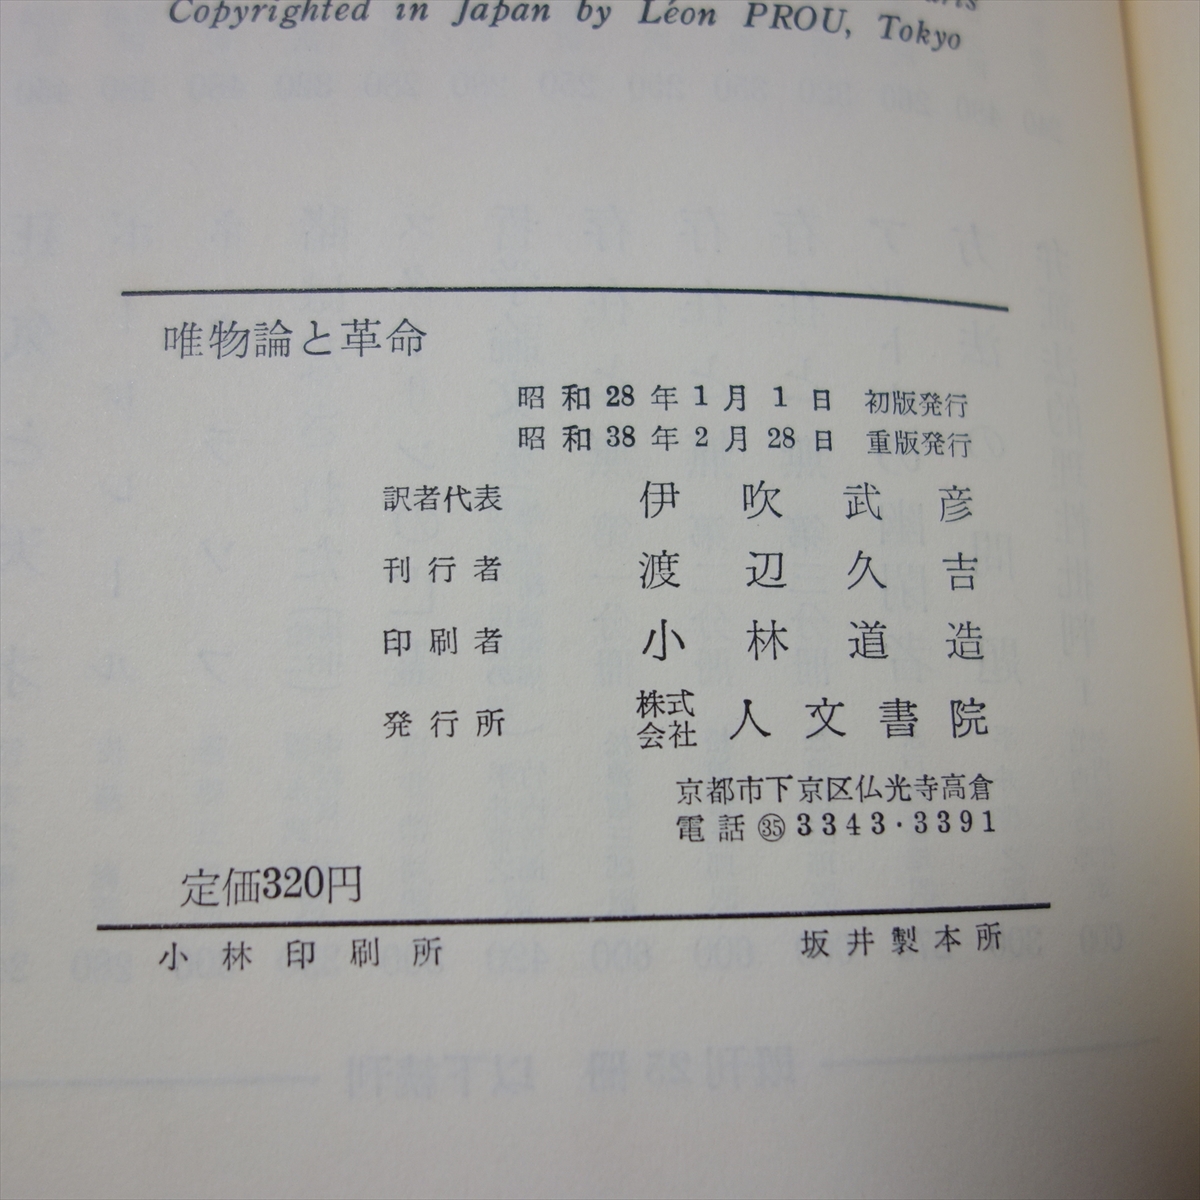 Copyrighted in Japan by Léon PROU, Tokyo
唯物論と革命
昭和28年1月1日 初版発行
昭和38年2月28日 重版発行
訳者代表 伊吹武彦
刊行者 渡辺久吉
印刷者 小林道造
発行所 株式会社 人文書院
京都市下京区仏光寺高倉
電話㉟3343・3391
定価320円
小林印刷所 坂井製本所